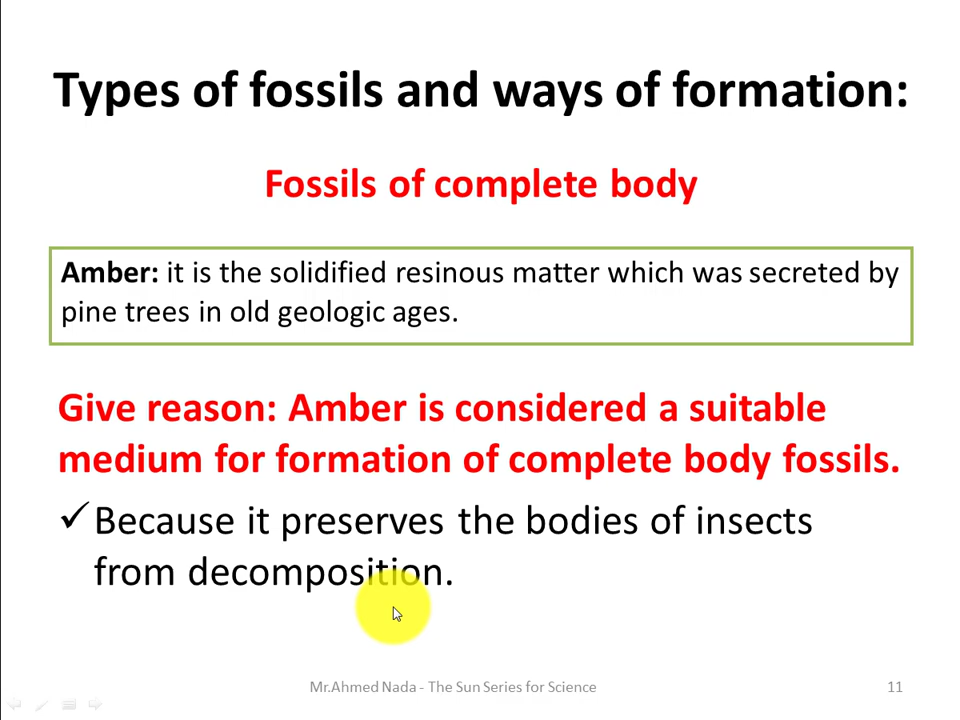 Types of fossils and ways of formation:
Fossils of complete body
Amber: it is the solidified resinous matter which was secreted by
pine trees in old geologic ages.
Give reason: Amber is considered a suitable
medium for formation of complete body fossils.
✓ Because it preserves the bodies of insects
from decomposition.
Mr.Ahmed Nada - The Sun Series for Science
11